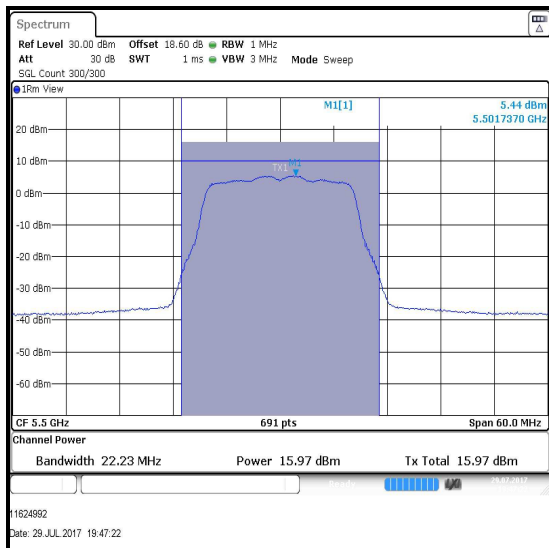 Spectrum
Ref Level 30.00 dBm Offset 18.60 dB RBW 1 MHz
Att 30 dB SWT 1 ms VBW 3 MHz Mode Sweep
SGL Count 300/300
1Rm View
M1[1] 5.44 dBm
5.5017370 GHz
20 dBm
10 dBm
TX1 M1
0 dBm
-10 dBm
-20 dBm
-30 dBm
-40 dBm
-50 dBm
-60 dBm
CF 5.5 GHz 691 pts Span 60.0 MHz
Channel Power
Bandwidth 22.23 MHz Power 15.97 dBm Tx Total 15.97 dBm
Ready 29.07.2017
11624992
Date: 29.JUL.2017 19:47:22